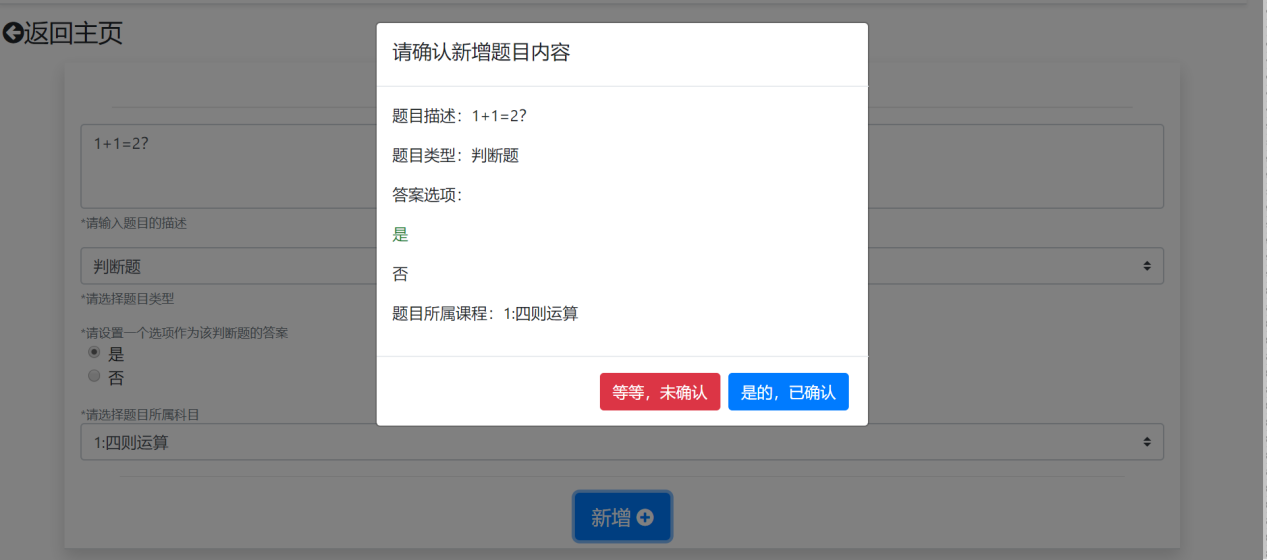 返回主页
请确认新增题目内容
题目描述：1+1=2?
题目类型：判断题
答案选项：
是
否
题目所属课程：1:四则运算
等等，未确认
是的，已确认
1+1=2?
*请输入题目的描述
判断题
*请选择题目类型
*请设置一个选项作为该判断题的答案
是
否
*请选择题目所属科目
1:四则运算
新增